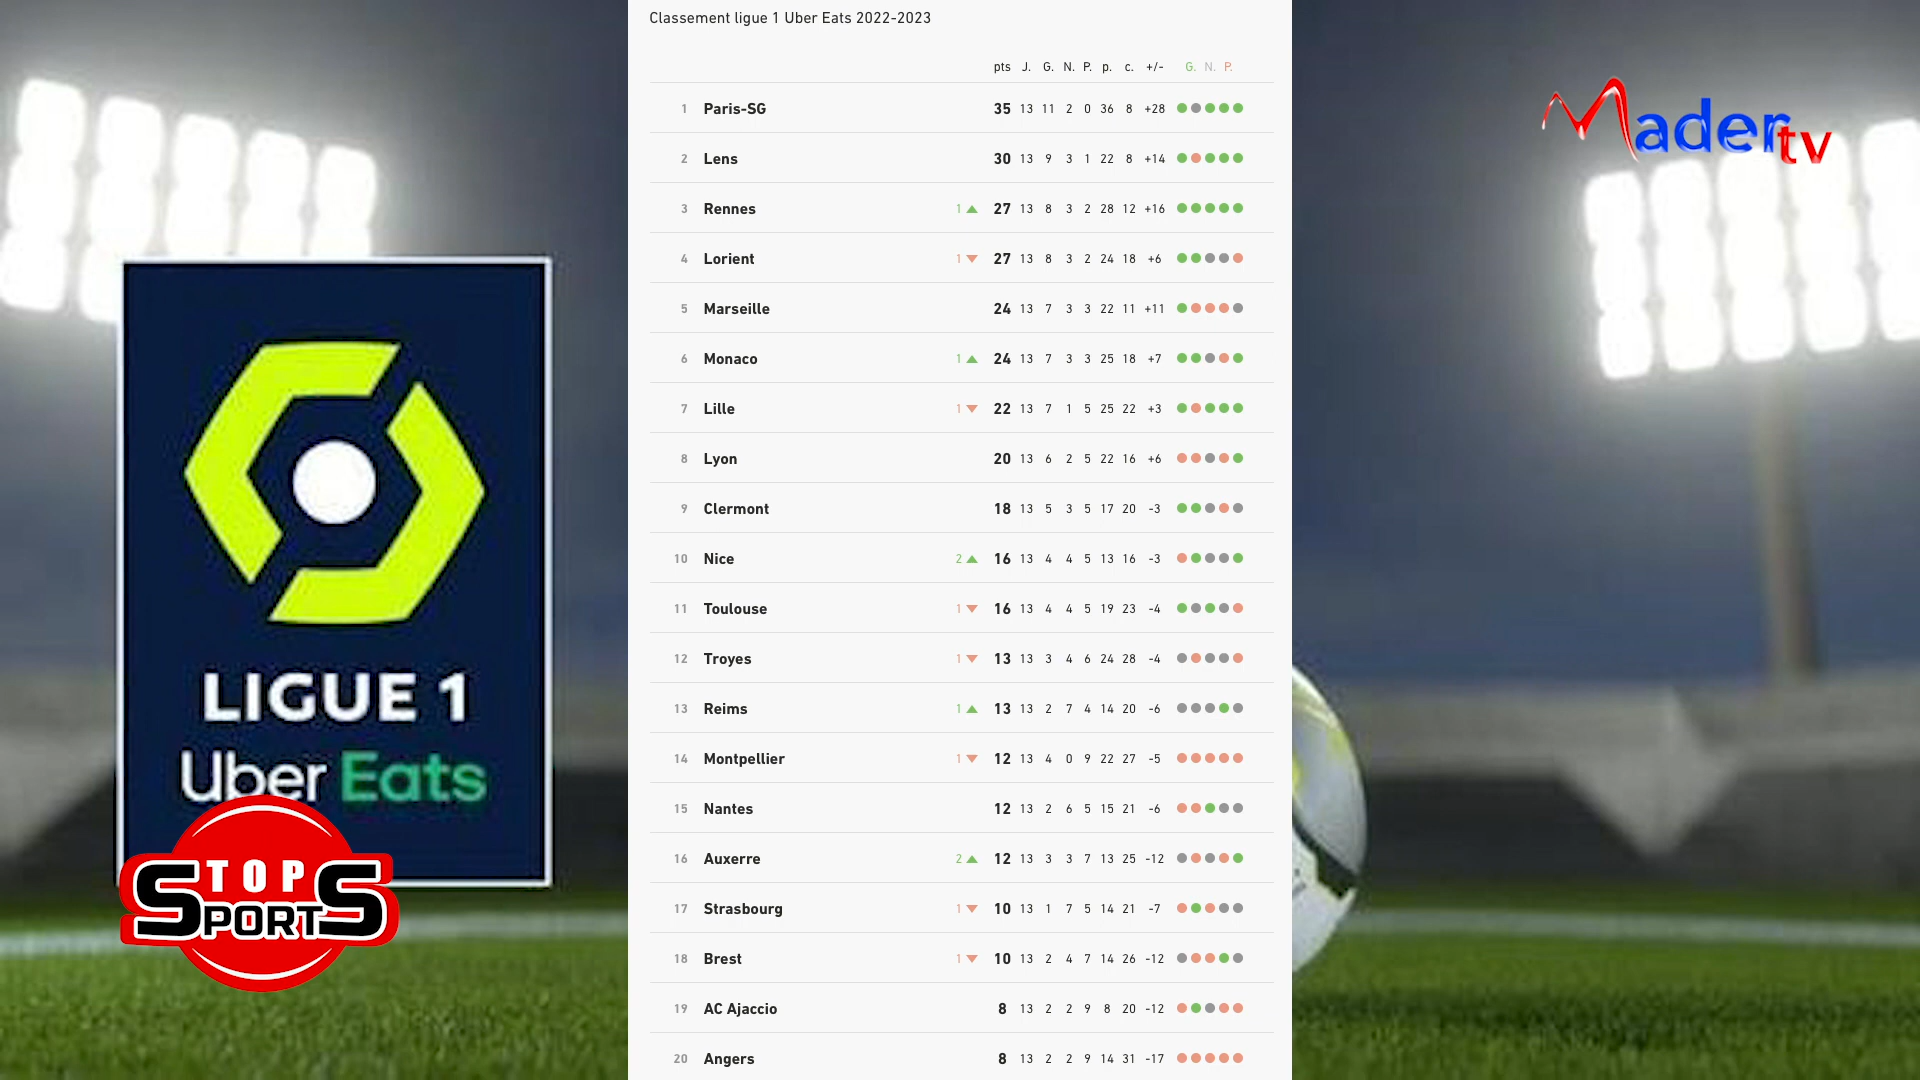 Classement ligue 1 Uber Eats 2022-2023
pts J. G. N. P. p. c. +/- G. N. P.
1 Paris-SG 35 13 11 2 0 36 8 +28
2 Lens 30 13 9 3 1 22 8 +14
3 Rennes 1 27 13 8 3 2 28 12 +16
4 Lorient 1 27 13 8 3 2 24 18 +6
5 Marseille 24 13 7 3 3 22 11 +11
6 Monaco 1 24 13 7 3 3 25 18 +7
7 Lille 1 22 13 7 1 5 25 22 +3
8 Lyon 20 13 6 2 5 22 16 +6
9 Clermont 18 13 5 3 5 17 20 -3
10 Nice 2 16 13 4 4 5 13 16 -3
11 Toulouse 1 16 13 4 4 5 19 23 -4
12 Troyes 1 13 13 3 4 6 24 28 -4
13 Reims 1 13 13 2 7 4 14 20 -6
14 Montpellier 1 12 13 4 0 9 22 27 -5
15 Nantes 12 13 2 6 5 15 21 -6
16 Auxerre 2 12 13 3 3 7 13 25 -12
17 Strasbourg 1 10 13 1 7 5 14 21 -7
18 Brest 1 10 13 2 4 7 14 26 -12
19 AC Ajaccio 8 13 2 2 9 8 20 -12
20 Angers 8 13 2 2 9 14 31 -17
LIGUE 1
Uber Eats
STOPS
SPORTS
Mader tv